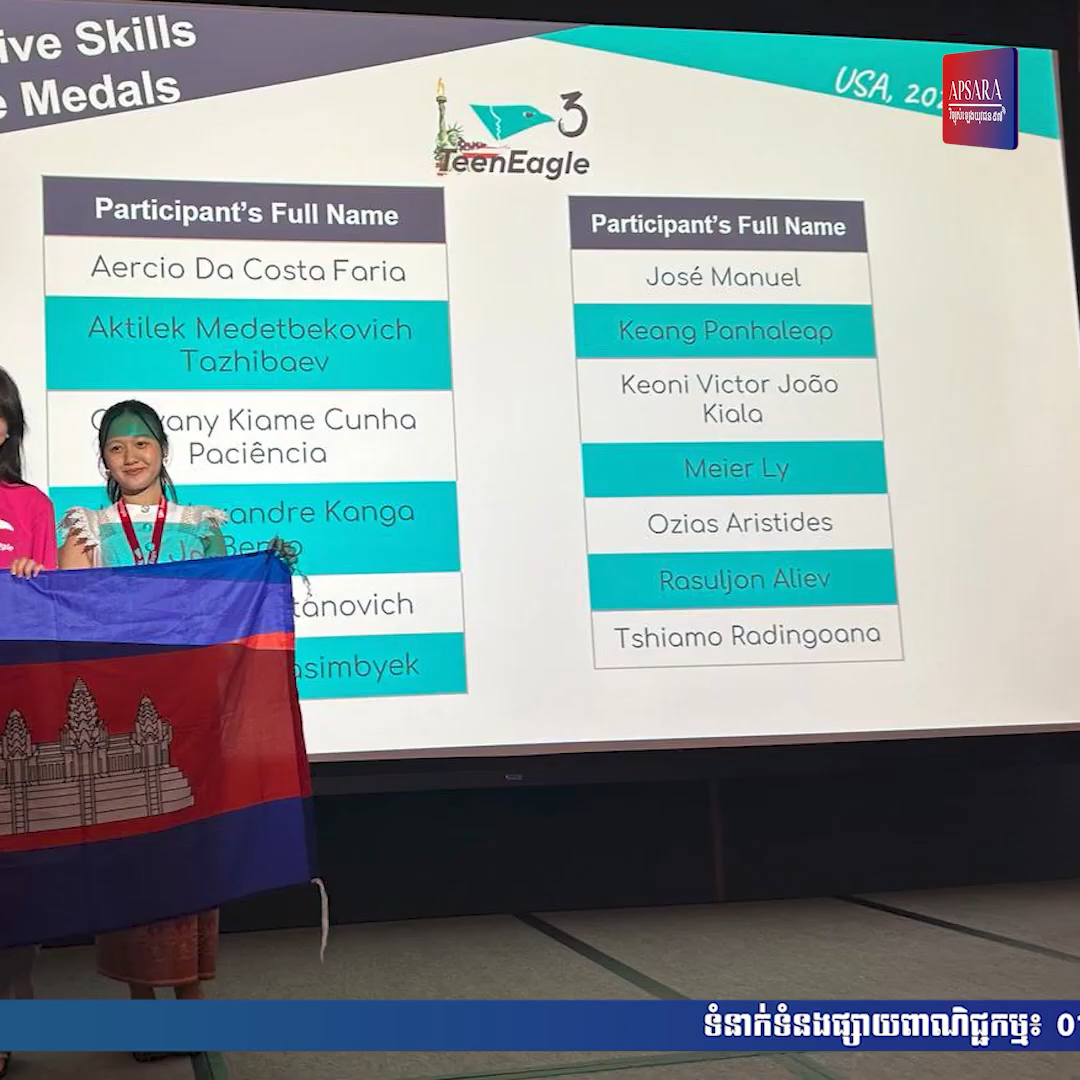 ive Skills
Medals
USA, 20
APSARA
3
TeenEagle
Participant's Full Name
Aercio Da Costa Faria
Aktilek Medetbekovich
Tazhibaev
Kiame Cunha
Paciência
Kanga
Participant's Full Name
José Manuel
Keang Panhaleap
Keoni Victor João
Kiala
Meier Ly
Ozias Aristides
Rasuljon Aliev
Tshiamo Radingoana
ទំនាក់ទំនងផ្សាយពាណិជ្ជកម្ម៖ 0